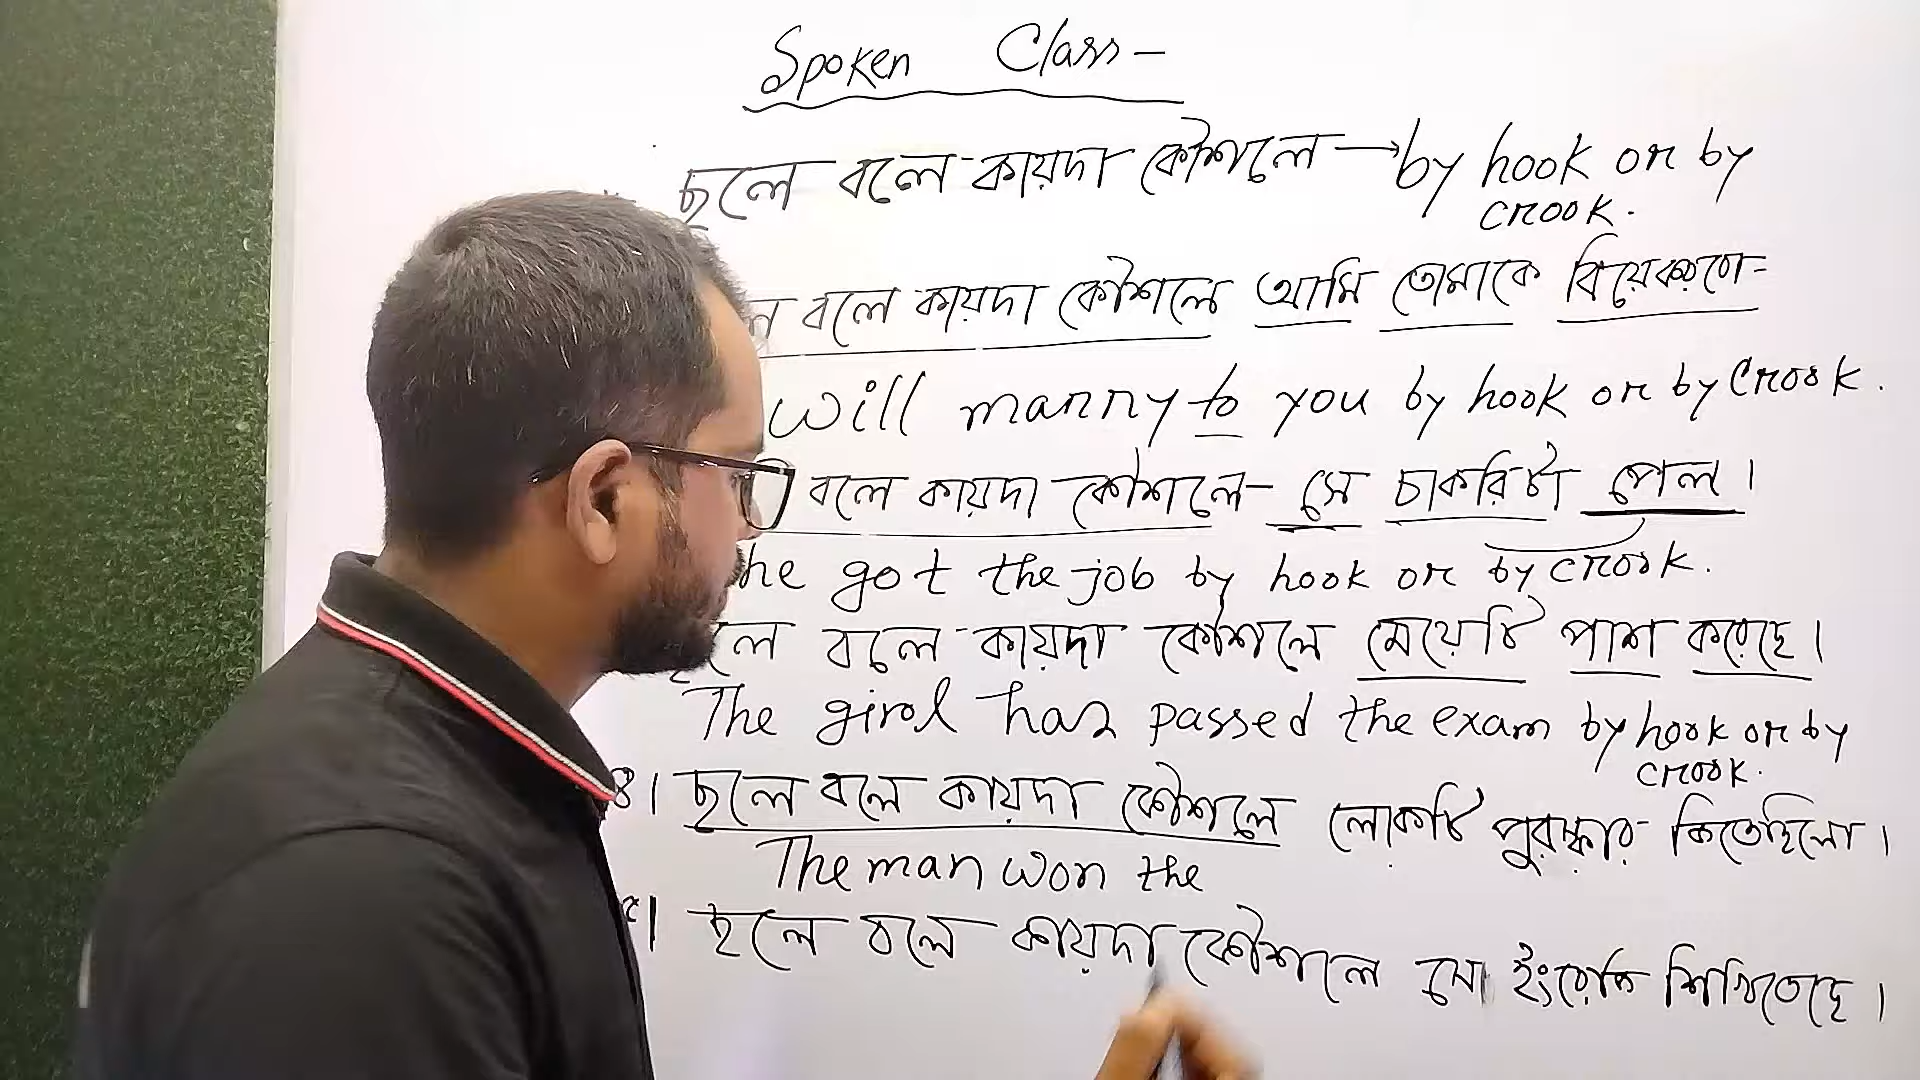 Spoken Class-
ছলে বলে কায়দা কৌশলে → by hook or by
crook.
বলে কায়দা কৌশলে আমি তোমাকে বিয়ে করবো-
will marry to you by hook or by Crook.
বলে কায়দা কৌশলে- সে চাকরিটা পেল।
he got the job by hook or by crook.
ছলে বলে কায়দা কৌশলে মেয়েটি পাশ করেছে।
The girl has passed the exam by hook or by
crook.
৪। ছলে বলে কায়দা কৌশলে লোকটি পুরস্কার জিতেছিলো।
The man won the
৫। ছলে বলে কায়দা কৌশলে সে ইংরেজি শিখিতেছে।